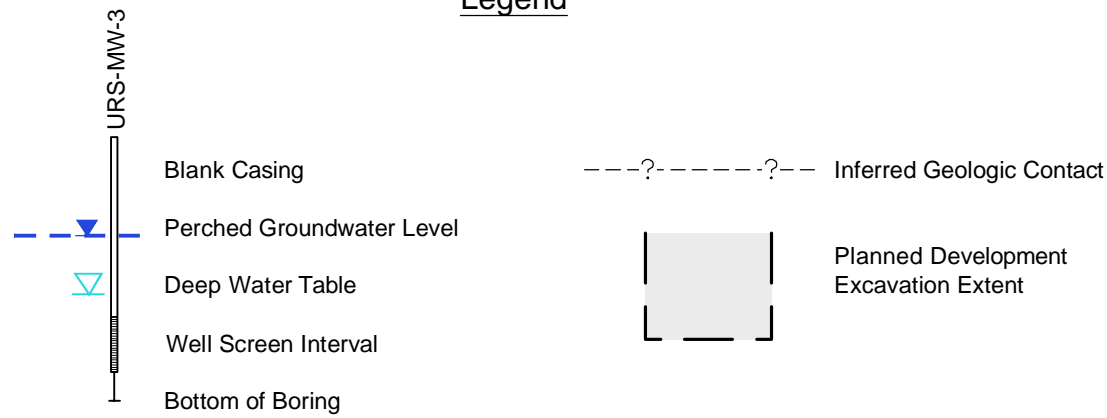 Legend
URS-MW-3
Blank Casing
Perched Groundwater Level
Deep Water Table
Well Screen Interval
Bottom of Boring
? ? Inferred Geologic Contact
Planned Development
Excavation Extent